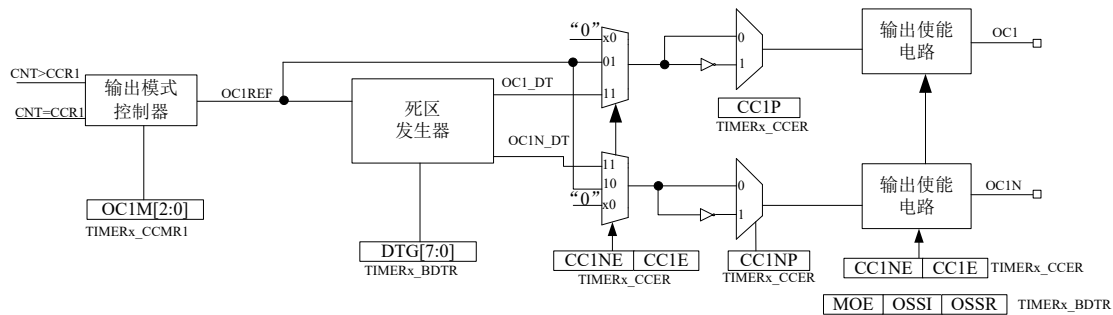 "0"
x0
01
11
0
1
输出使能
电路
OC1
CNT>CCR1
CNT=CCR1
输出模式
控制器
OC1REF
死区
发生器
OC1_DT
OC1N_DT
CC1P
TIMERx_CCER
11
10
x0
"0"
0
1
输出使能
电路
OC1N
OC1M[2:0]
TIMERx_CCMR1
DTG[7:0]
TIMERx_BDTR
CC1NE CC1E
TIMERx_CCER
CC1NP
TIMERx_CCER
CC1NE CC1E TIMERx_CCER
MOE OSSI OSSR TIMERx_BDTR